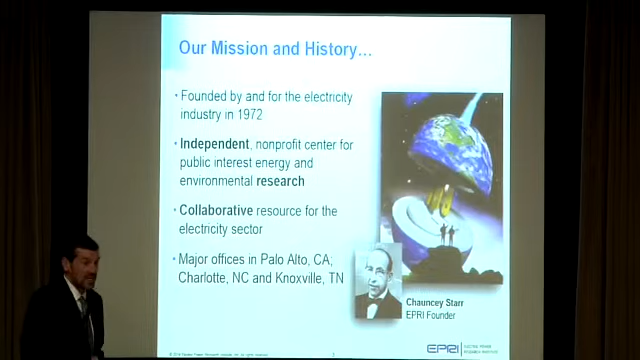 Our Mission and History...
• Founded by and for the electricity
industry in 1972
• Independent, nonprofit center for
public interest energy and
environmental research
• Collaborative resource for the
electricity sector
• Major offices in Palo Alto, CA;
Charlotte, NC and Knoxville, TN
Chauncey Starr
EPRI Founder
EPRI
ELECTRIC POWER
RESEARCH INSTITUTE